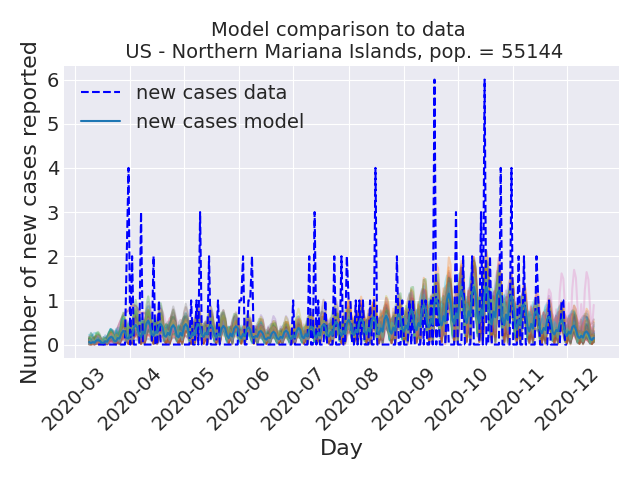 Model comparison to data
US - Northern Mariana Islands, pop. = 55144
Number of new cases reported
6
5
4
3
2
1
0
new cases data
new cases model
2020-03
2020-04
2020-05
2020-06
2020-07
2020-08
2020-09
2020-10
2020-11
2020-12
Day